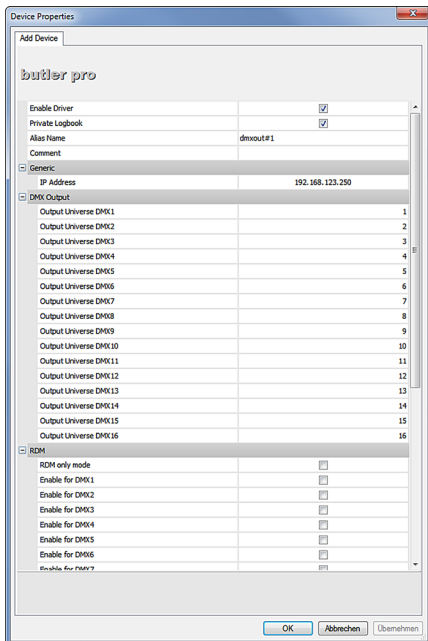 Device Properties
Add Device
butler pro
Enable Driver
Private Logbook
Alias Name dmxout#1
Comment
Generic
IP Address 192.168.123.250
DMX Output
Output Universe DMX1 1
Output Universe DMX2 2
Output Universe DMX3 3
Output Universe DMX4 4
Output Universe DMX5 5
Output Universe DMX6 6
Output Universe DMX7 7
Output Universe DMX8 8
Output Universe DMX9 9
Output Universe DMX10 10
Output Universe DMX11 11
Output Universe DMX12 12
Output Universe DMX13 13
Output Universe DMX14 14
Output Universe DMX15 15
Output Universe DMX16 16
RDM
RDM only mode
Enable for DMX1
Enable for DMX2
Enable for DMX3
Enable for DMX4
Enable for DMX5
Enable for DMX6
Enable for DMX7
OK Abbrechen Übernehmen